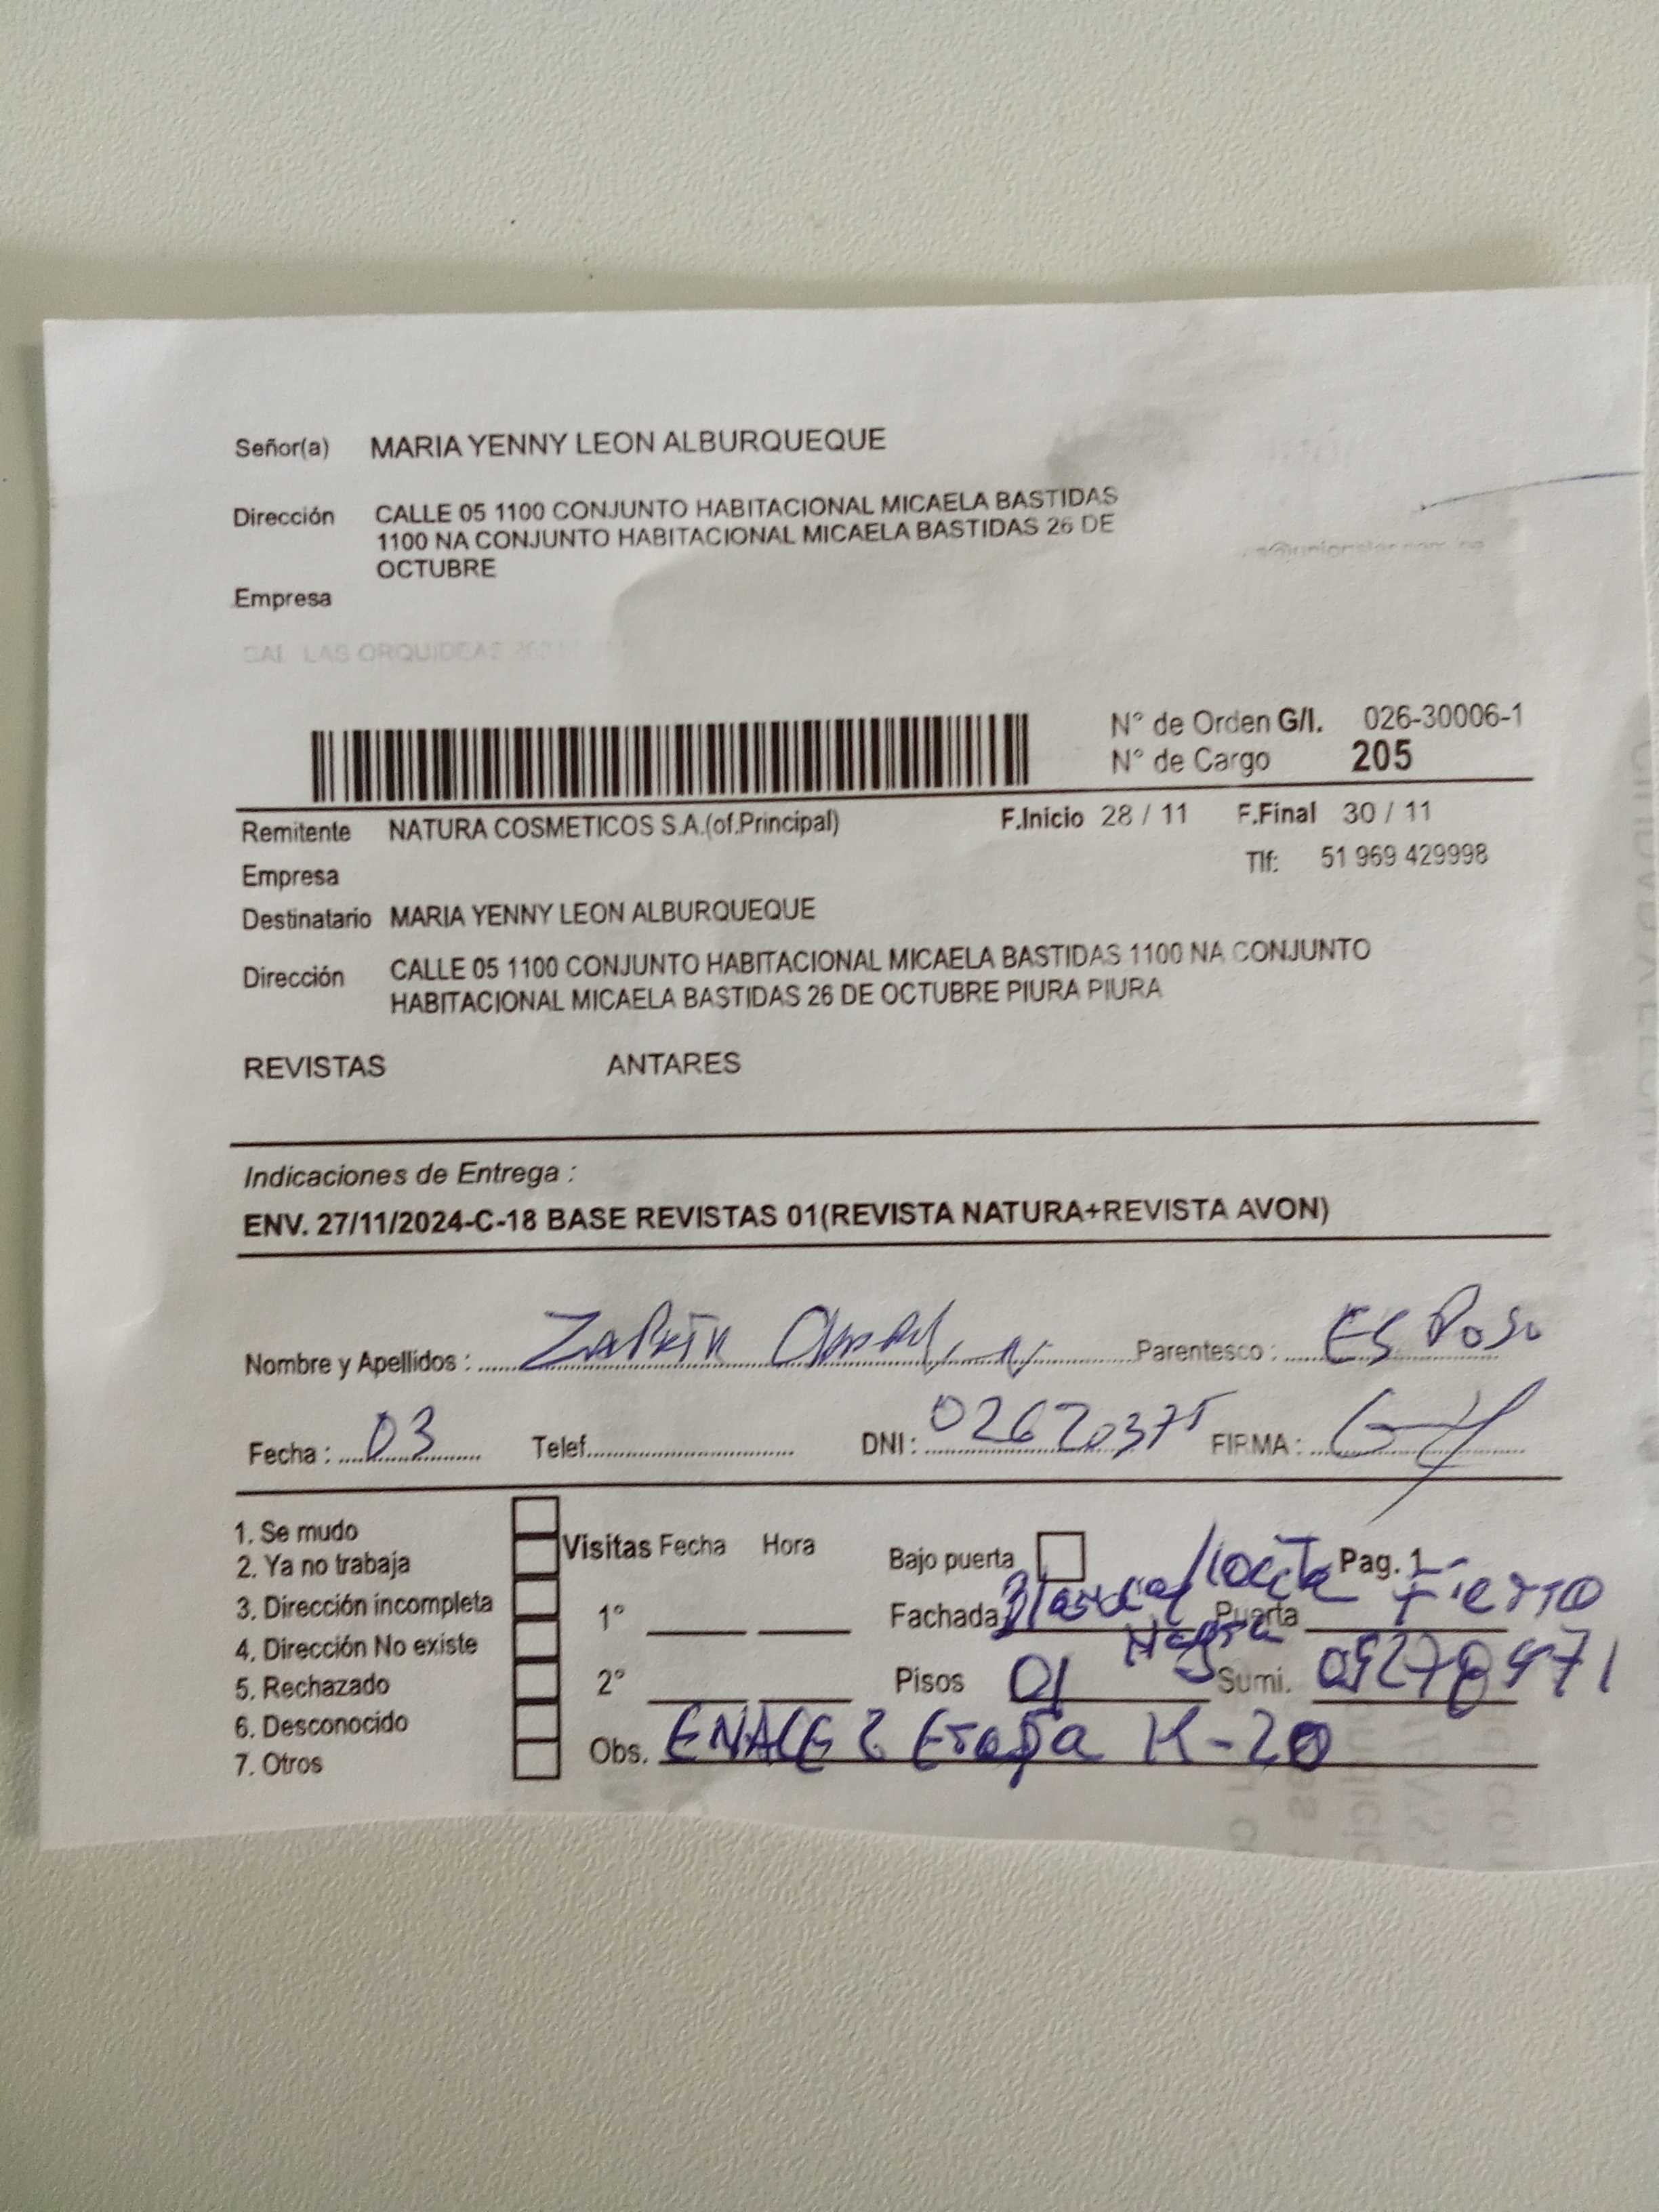 Señor(a) MARIA YENNY LEON ALBURQUEQUE
Dirección CALLE 05 1100 CONJUNTO HABITACIONAL MICAELA BASTIDAS
1100 NA CONJUNTO HABITACIONAL MICAELA BASTIDAS 26 DE
OCTUBRE
Empresa
LAS ORQUIDEAS
N° de Orden G/I. 026-30006-1
N° de Cargo 205
Remitente NATURA COSMETICOS S.A.(of.Principal) F.Inicio 28 / 11 F.Final 30 / 11
Empresa Tlf: 51 969 429998
Destinatario MARIA YENNY LEON ALBURQUEQUE
Dirección CALLE 05 1100 CONJUNTO HABITACIONAL MICAELA BASTIDAS 1100 NA CONJUNTO
HABITACIONAL MICAELA BASTIDAS 26 DE OCTUBRE PIURA PIURA
REVISTAS ANTARES
Indicaciones de Entrega :
ENV. 27/11/2024-C-18 BASE REVISTAS 01(REVISTA NATURA+REVISTA AVON)
Nombre y Apellidos : Parentesco : Esposo
Fecha : 03 Telef. DNI : 02620375 FIRMA :
1. Se mudo
2. Ya no trabaja
3. Dirección incompleta
4. Dirección No existe
5. Rechazado
6. Desconocido
7. Otros
Visitas Fecha Hora
1°
2°
Bajo puerta Pag. 1
Fachada Blanca/loceta Puerta Fierro
Negra
Pisos 01 Sumi. 09270971
Obs. ENACE 2 Etapa K-20